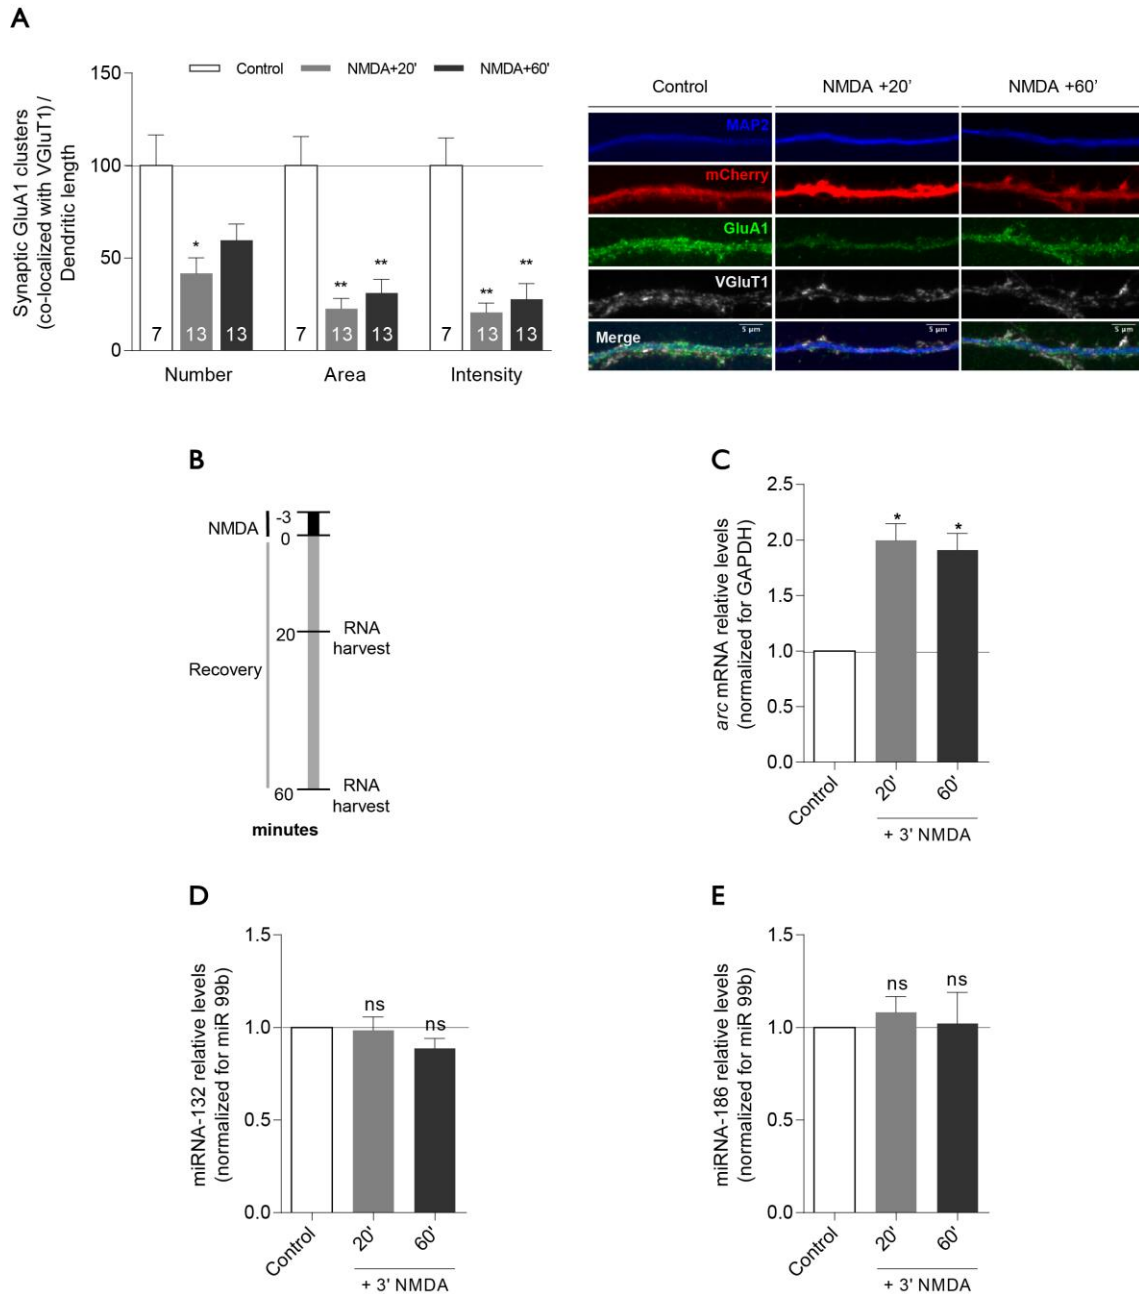 A
Control NMDA+20' NMDA+60'
Synaptic GluA1 clusters
(co-localized with VGluT1) /
Dendritic length
150
100
50
0
*
**
**
**
**
7 13 13 7 13 13 7 13 13
Number Area Intensity
Control NMDA +20' NMDA +60'
MAP2
mCherry
GluA1
VGluT1
Merge
5 µm 5 µm 5 µm
B
NMDA
-3
0
20
RNA
harvest
Recovery
60
RNA
harvest
minutes
C
arc mRNA relative levels
(normalized for GAPDH)
2.5
2.0
1.5
1.0
0.5
0.0
* *
Control 20' 60'
+ 3' NMDA
D
miRNA-132 relative levels
(normalized for miR 99b)
1.5
1.0
0.5
0.0
ns ns
Control 20' 60'
+ 3' NMDA
E
miRNA-186 relative levels
(normalized for miR 99b)
1.5
1.0
0.5
0.0
ns ns
Control 20' 60'
+ 3' NMDA